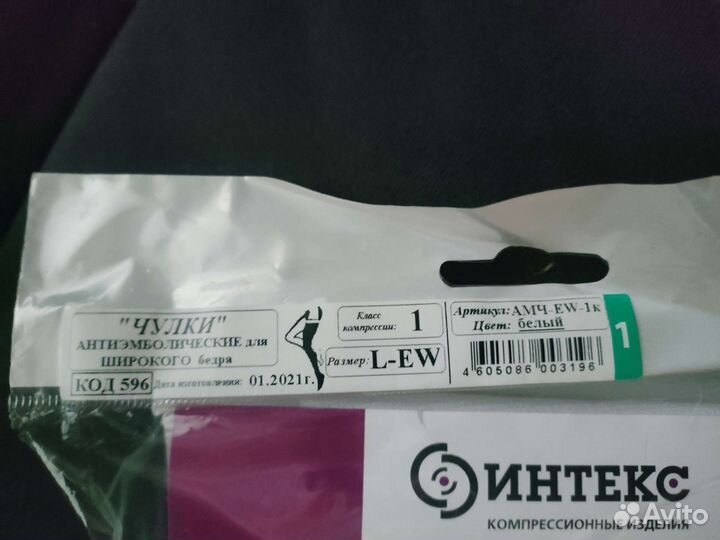 "ЧУЛКИ"
АНТИЭМБОЛИЧЕСКИЕ для
ШИРОКОГО бедра
КОД 596 Дата изготовления: 01.2021г.
Класс
компрессии: 1
Размер: L-EW
Артикул: АМЧ-EW-1к
Цвет: белый
4 605086 003196
1
ИНТЕКС
КОМПРЕССИОННЫЕ ИЗДЕЛИЯ
Avito